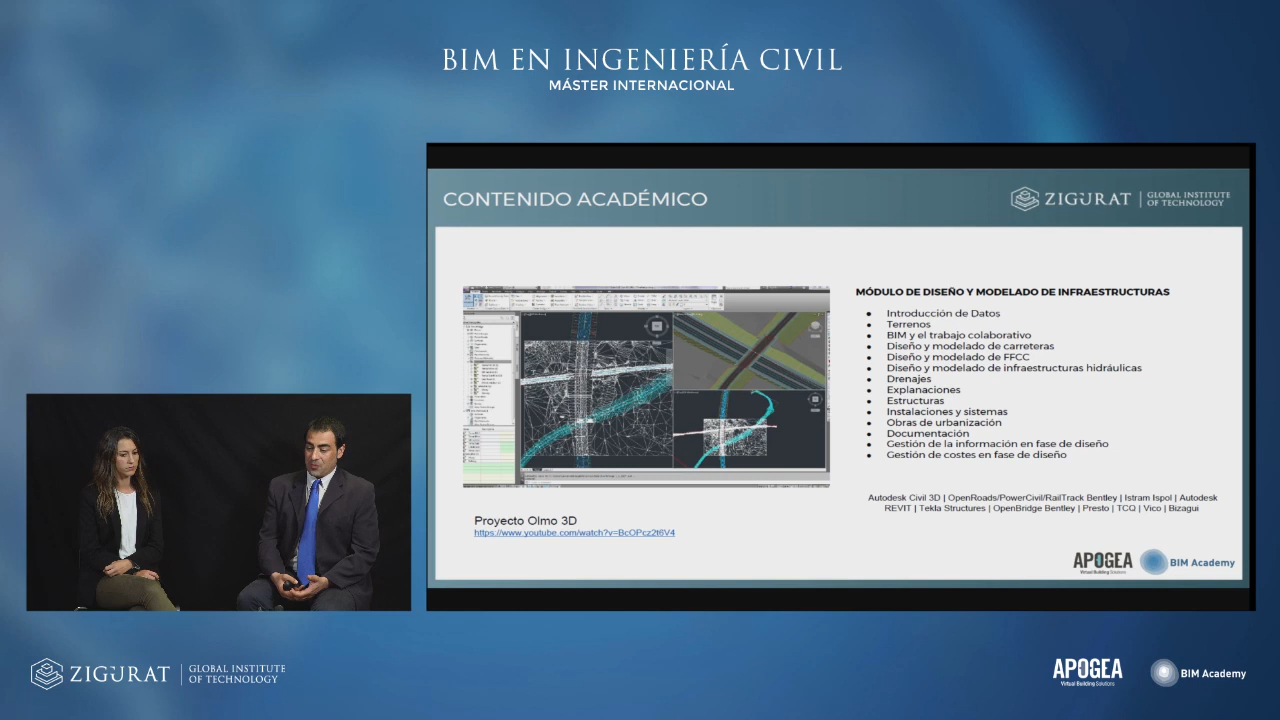 BIM EN INGENIERÍA CIVIL
MÁSTER INTERNACIONAL
CONTENIDO ACADÉMICO
ZIGURAT | GLOBAL INSTITUTE
OF TECHNOLOGY
MÓDULO DE DISEÑO Y MODELADO DE INFRAESTRUCTURAS
• Introducción de Datos
• Terrenos
• BIM y el trabajo colaborativo
• Diseño y modelado de carreteras
• Diseño y modelado de FFCC
• Diseño y modelado de infraestructuras hidráulicas
• Drenajes
• Explanaciones
• Estructuras
• Instalaciones y sistemas
• Obras de urbanización
• Documentación
• Gestión de la información en fase de diseño
• Gestión de costes en fase de diseño
Autodesk Civil 3D | OpenRoads/PowerCivil/RailTrack Bentley | Istram Ispol | Autodesk
REVIT | Tekla Structures | OpenBridge Bentley | Presto | TCQ | Vico | Bizagui
Proyecto Olmo 3D
https://www.youtube.com/watch?v=BcOPcz2t6V4
APOGEA
Virtual Building Solutions
BIM Academy
ZIGURAT | GLOBAL INSTITUTE
OF TECHNOLOGY
APOGEA
Virtual Building Solutions
BIM Academy